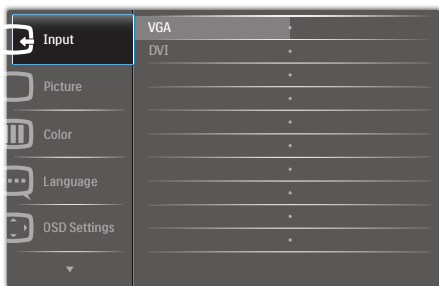 Input
VGA
DVI
Picture
Color
Language
OSD Settings